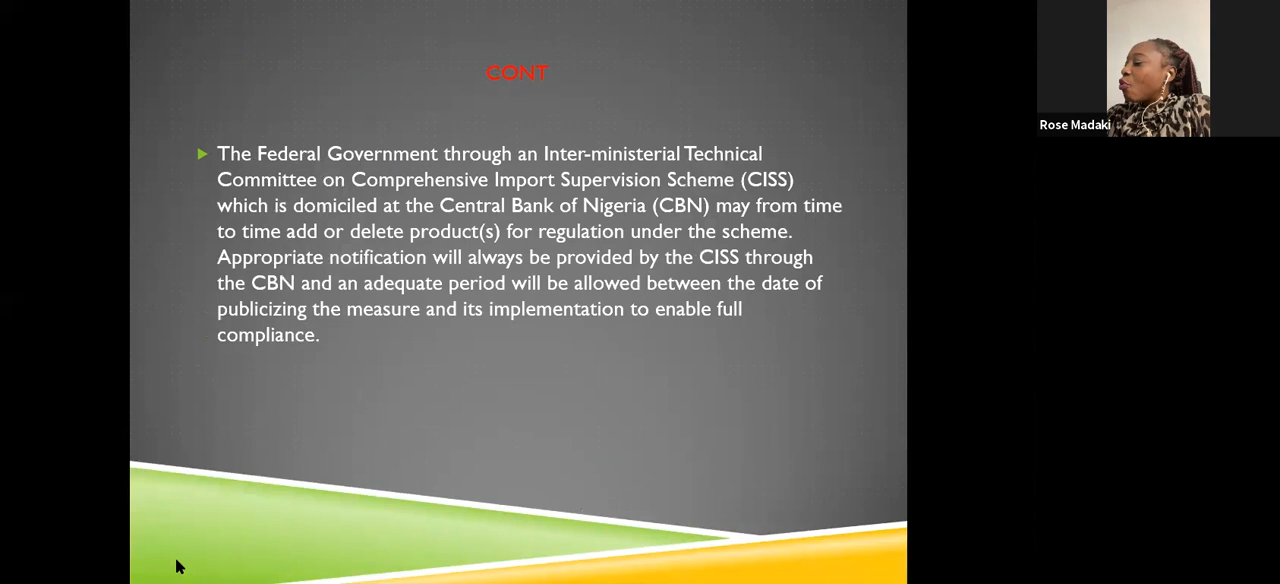 CONT
The Federal Government through an Inter-ministerial Technical
Committee on Comprehensive Import Supervision Scheme (CISS)
which is domiciled at the Central Bank of Nigeria (CBN) may from time
to time add or delete product(s) for regulation under the scheme.
Appropriate notification will always be provided by the CISS through
the CBN and an adequate period will be allowed between the date of
publicizing the measure and its implementation to enable full
compliance.
Rose Madaki